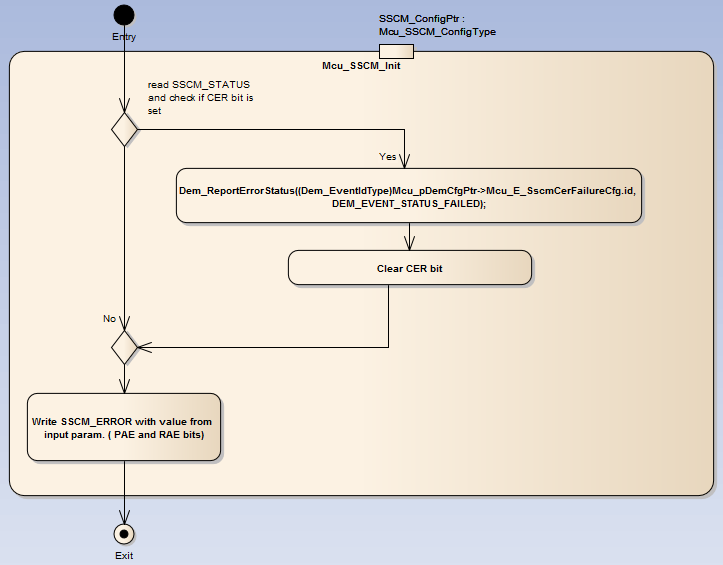 SSCM_ConfigPtr :
Mcu_SSCM_ConfigType
Entry
Mcu_SSCM_Init
read SSCM_STATUS
and check if CER bit is
set
Yes
Dem_ReportErrorStatus((Dem_EventIdType)Mcu_pDemCfgPtr->Mcu_E_SscmCerFailureCfg.id,
DEM_EVENT_STATUS_FAILED);
Clear CER bit
No
Write SSCM_ERROR with value from
input param. ( PAE and RAE bits)
Exit